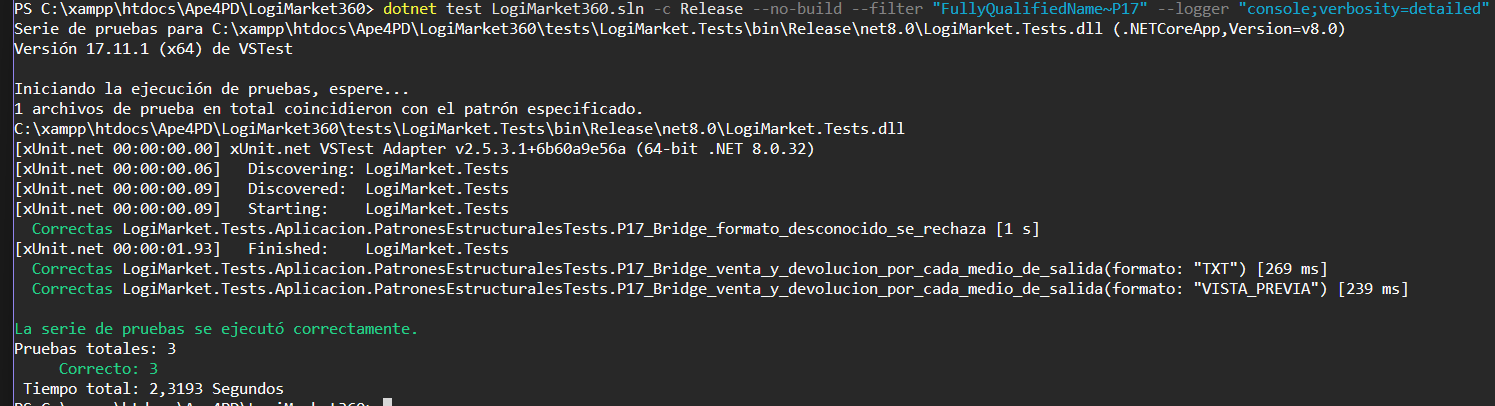 PS C:\xampp\htdocs\Ape4PD\LogiMarket360> dotnet test LogiMarket360.sln -c Release --no-build --filter "FullyQualifiedName~P17" --logger "console;verbosity=detailed"
Serie de pruebas para C:\xampp\htdocs\Ape4PD\LogiMarket360\tests\LogiMarket.Tests\bin\Release\net8.0\LogiMarket.Tests.dll (.NETCoreApp,Version=v8.0)
Versión 17.11.1 (x64) de VSTest
Iniciando la ejecución de pruebas, espere...
1 archivos de prueba en total coincidieron con el patrón especificado.
C:\xampp\htdocs\Ape4PD\LogiMarket360\tests\LogiMarket.Tests\bin\Release\net8.0\LogiMarket.Tests.dll
[xUnit.net 00:00:00.00] xUnit.net VSTest Adapter v2.5.3.1+6b60a9e56a (64-bit .NET 8.0.32)
[xUnit.net 00:00:00.06]   Discovering: LogiMarket.Tests
[xUnit.net 00:00:00.09]   Discovered:  LogiMarket.Tests
[xUnit.net 00:00:00.09]   Starting:    LogiMarket.Tests
  Correctas LogiMarket.Tests.Aplicacion.PatronesEstructuralesTests.P17_Bridge_formato_desconocido_se_rechaza [1 s]
[xUnit.net 00:00:01.93]   Finished:    LogiMarket.Tests
  Correctas LogiMarket.Tests.Aplicacion.PatronesEstructuralesTests.P17_Bridge_venta_y_devolucion_por_cada_medio_de_salida(formato: "TXT") [269 ms]
  Correctas LogiMarket.Tests.Aplicacion.PatronesEstructuralesTests.P17_Bridge_venta_y_devolucion_por_cada_medio_de_salida(formato: "VISTA_PREVIA") [239 ms]
La serie de pruebas se ejecutó correctamente.
Pruebas totales: 3
     Correcto: 3
 Tiempo total: 2,3193 Segundos
PS C:\xampp\htdocs\Ape4PD\LogiMarket360>